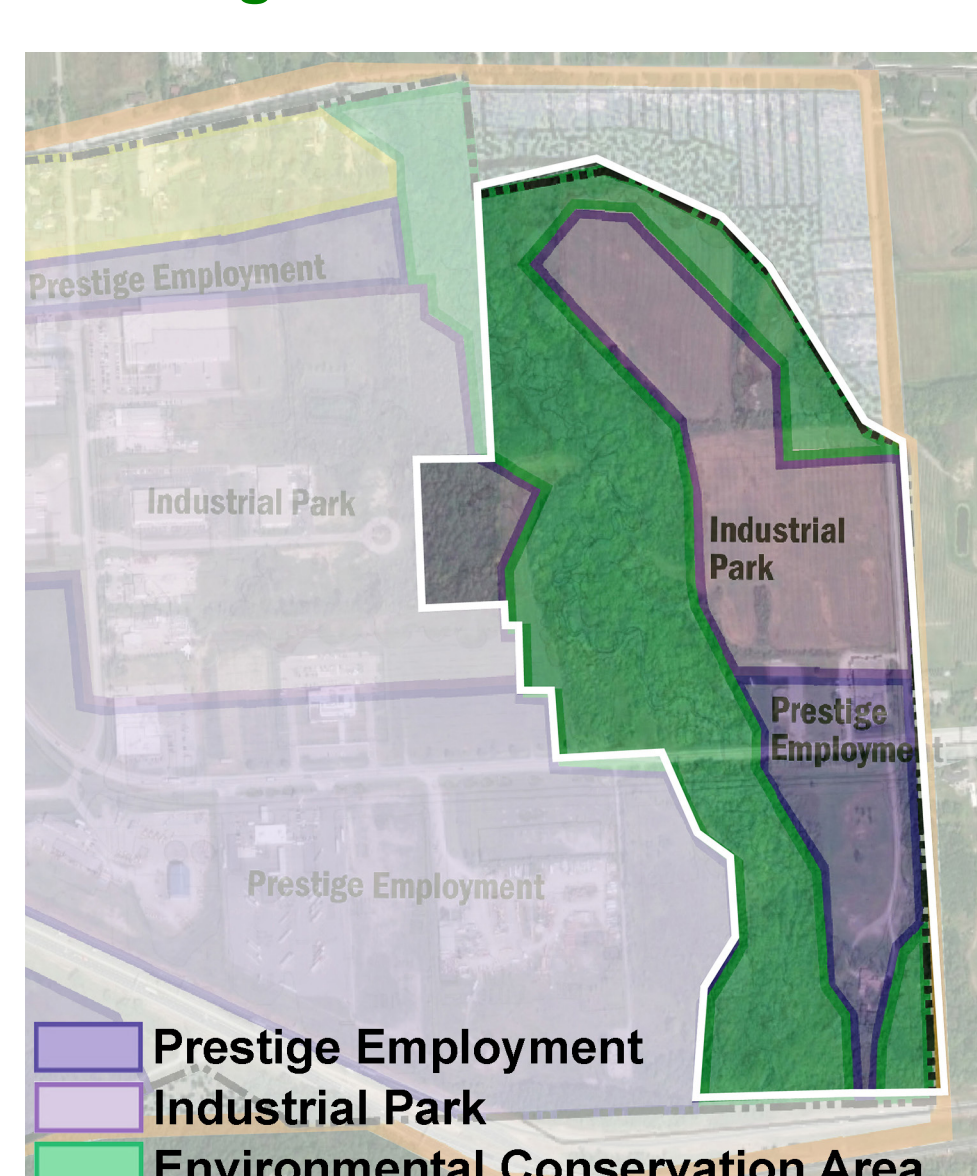 Prestige Employment
Industrial Park
Industrial
Park
Prestige
Employment
Prestige Employment
Prestige Employment
Industrial Park
Environmental Conservation Area